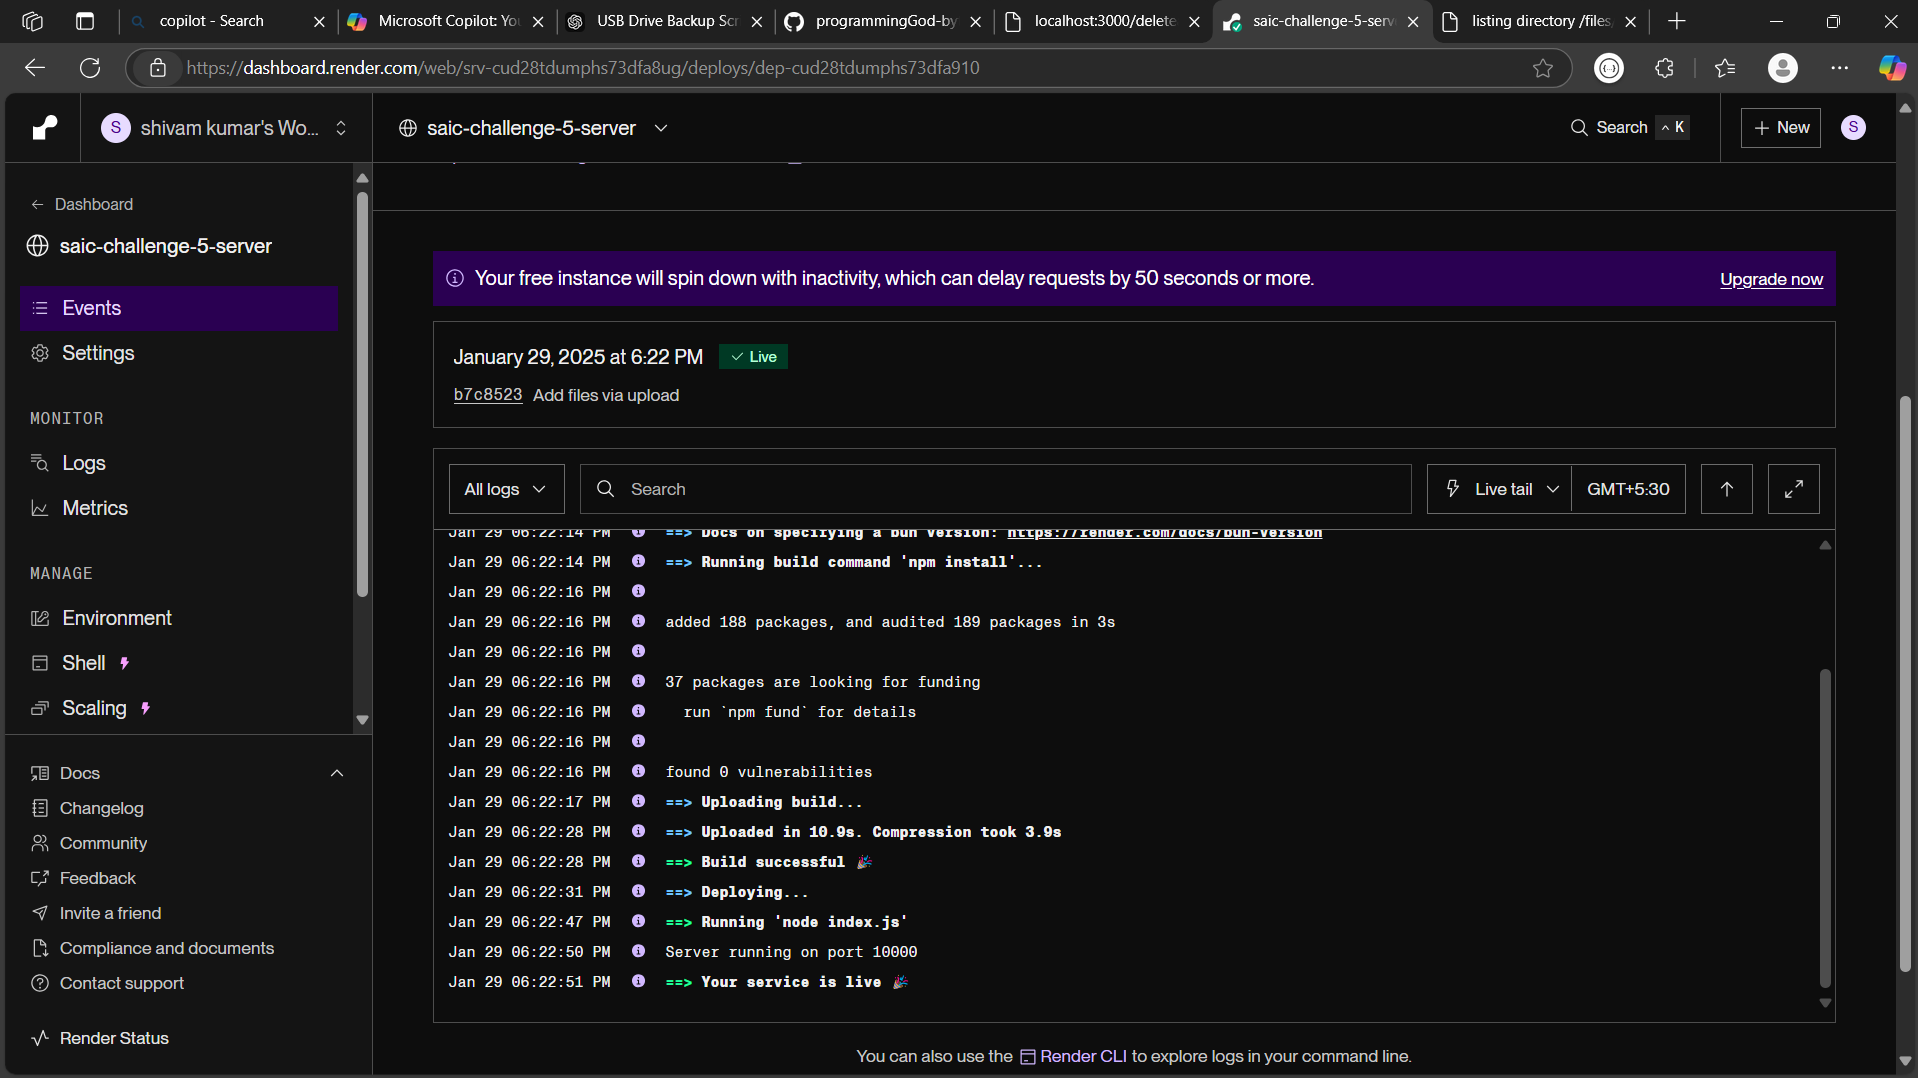 copilot - Search
Microsoft Copilot: You
USB Drive Backup Scr
programmingGod-by
localhost:3000/delete
saic-challenge-5-serv
listing directory /files,
https://dashboard.render.com/web/srv-cud28tdumphs73dfa8ug/deploys/dep-cud28tdumphs73dfa910
S shivam kumar's Wo...
saic-challenge-5-server
Search ^ K
+ New
S
← Dashboard
saic-challenge-5-server
Events
Settings
MONITOR
Logs
Metrics
MANAGE
Environment
Shell
Scaling
Docs
Changelog
Community
Feedback
Invite a friend
Compliance and documents
Contact support
Render Status
Your free instance will spin down with inactivity, which can delay requests by 50 seconds or more.
Upgrade now
January 29, 2025 at 6:22 PM ✓ Live
b7c8523 Add files via upload
All logs
Search
Live tail
GMT+5:30
Jan 29 06:22:14 PM ==> Docs on specifying a bun version: https://render.com/docs/bun-version
Jan 29 06:22:14 PM ==> Running build command 'npm install'...
Jan 29 06:22:16 PM
Jan 29 06:22:16 PM added 188 packages, and audited 189 packages in 3s
Jan 29 06:22:16 PM
Jan 29 06:22:16 PM 37 packages are looking for funding
Jan 29 06:22:16 PM run `npm fund` for details
Jan 29 06:22:16 PM
Jan 29 06:22:16 PM found 0 vulnerabilities
Jan 29 06:22:17 PM ==> Uploading build...
Jan 29 06:22:28 PM ==> Uploaded in 10.9s. Compression took 3.9s
Jan 29 06:22:28 PM ==> Build successful 🎉
Jan 29 06:22:31 PM ==> Deploying...
Jan 29 06:22:47 PM ==> Running 'node index.js'
Jan 29 06:22:50 PM Server running on port 10000
Jan 29 06:22:51 PM ==> Your service is live 🎉
You can also use the Render CLI to explore logs in your command line.